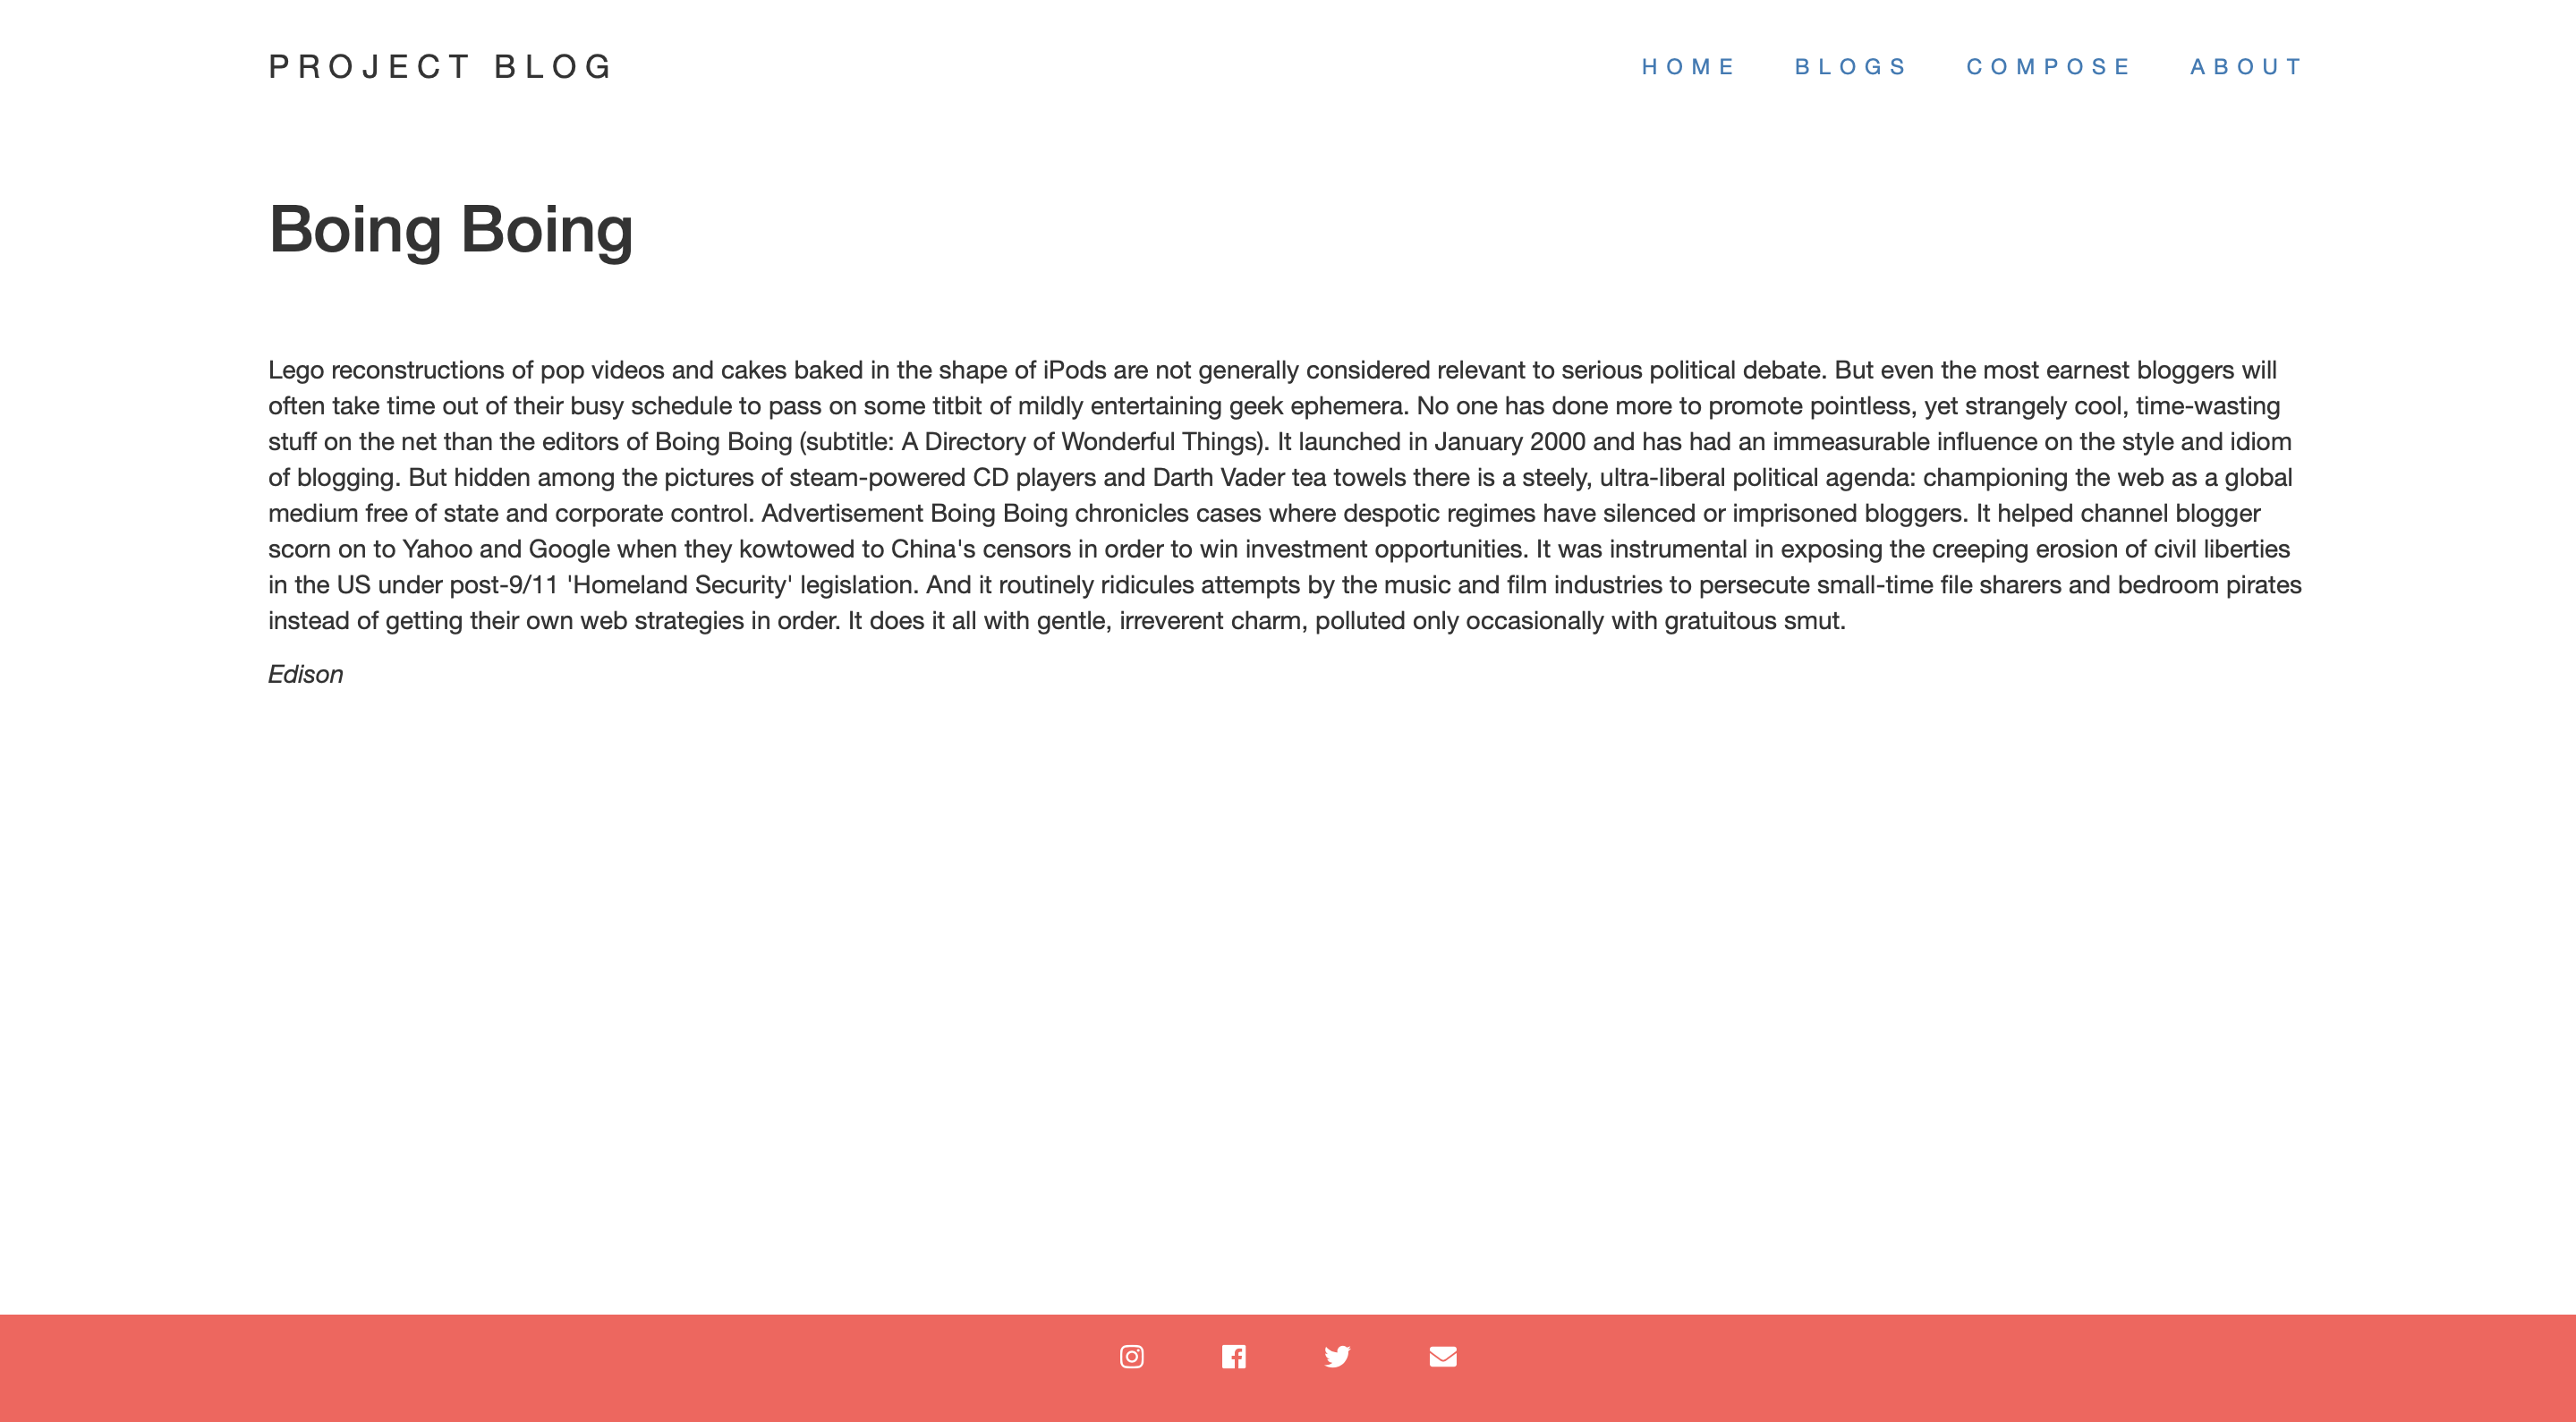 PROJECT BLOG
HOME BLOGS COMPOSE ABOUT
Boing Boing
Lego reconstructions of pop videos and cakes baked in the shape of iPods are not generally considered relevant to serious political debate. But even the most earnest bloggers will
often take time out of their busy schedule to pass on some titbit of mildly entertaining geek ephemera. No one has done more to promote pointless, yet strangely cool, time-wasting
stuff on the net than the editors of Boing Boing (subtitle: A Directory of Wonderful Things). It launched in January 2000 and has had an immeasurable influence on the style and idiom
of blogging. But hidden among the pictures of steam-powered CD players and Darth Vader tea towels there is a steely, ultra-liberal political agenda: championing the web as a global
medium free of state and corporate control. Advertisement Boing Boing chronicles cases where despotic regimes have silenced or imprisoned bloggers. It helped channel blogger
scorn on to Yahoo and Google when they kowtowed to China's censors in order to win investment opportunities. It was instrumental in exposing the creeping erosion of civil liberties
in the US under post-9/11 'Homeland Security' legislation. And it routinely ridicules attempts by the music and film industries to persecute small-time file sharers and bedroom pirates
instead of getting their own web strategies in order. It does it all with gentle, irreverent charm, polluted only occasionally with gratuitous smut.
Edison